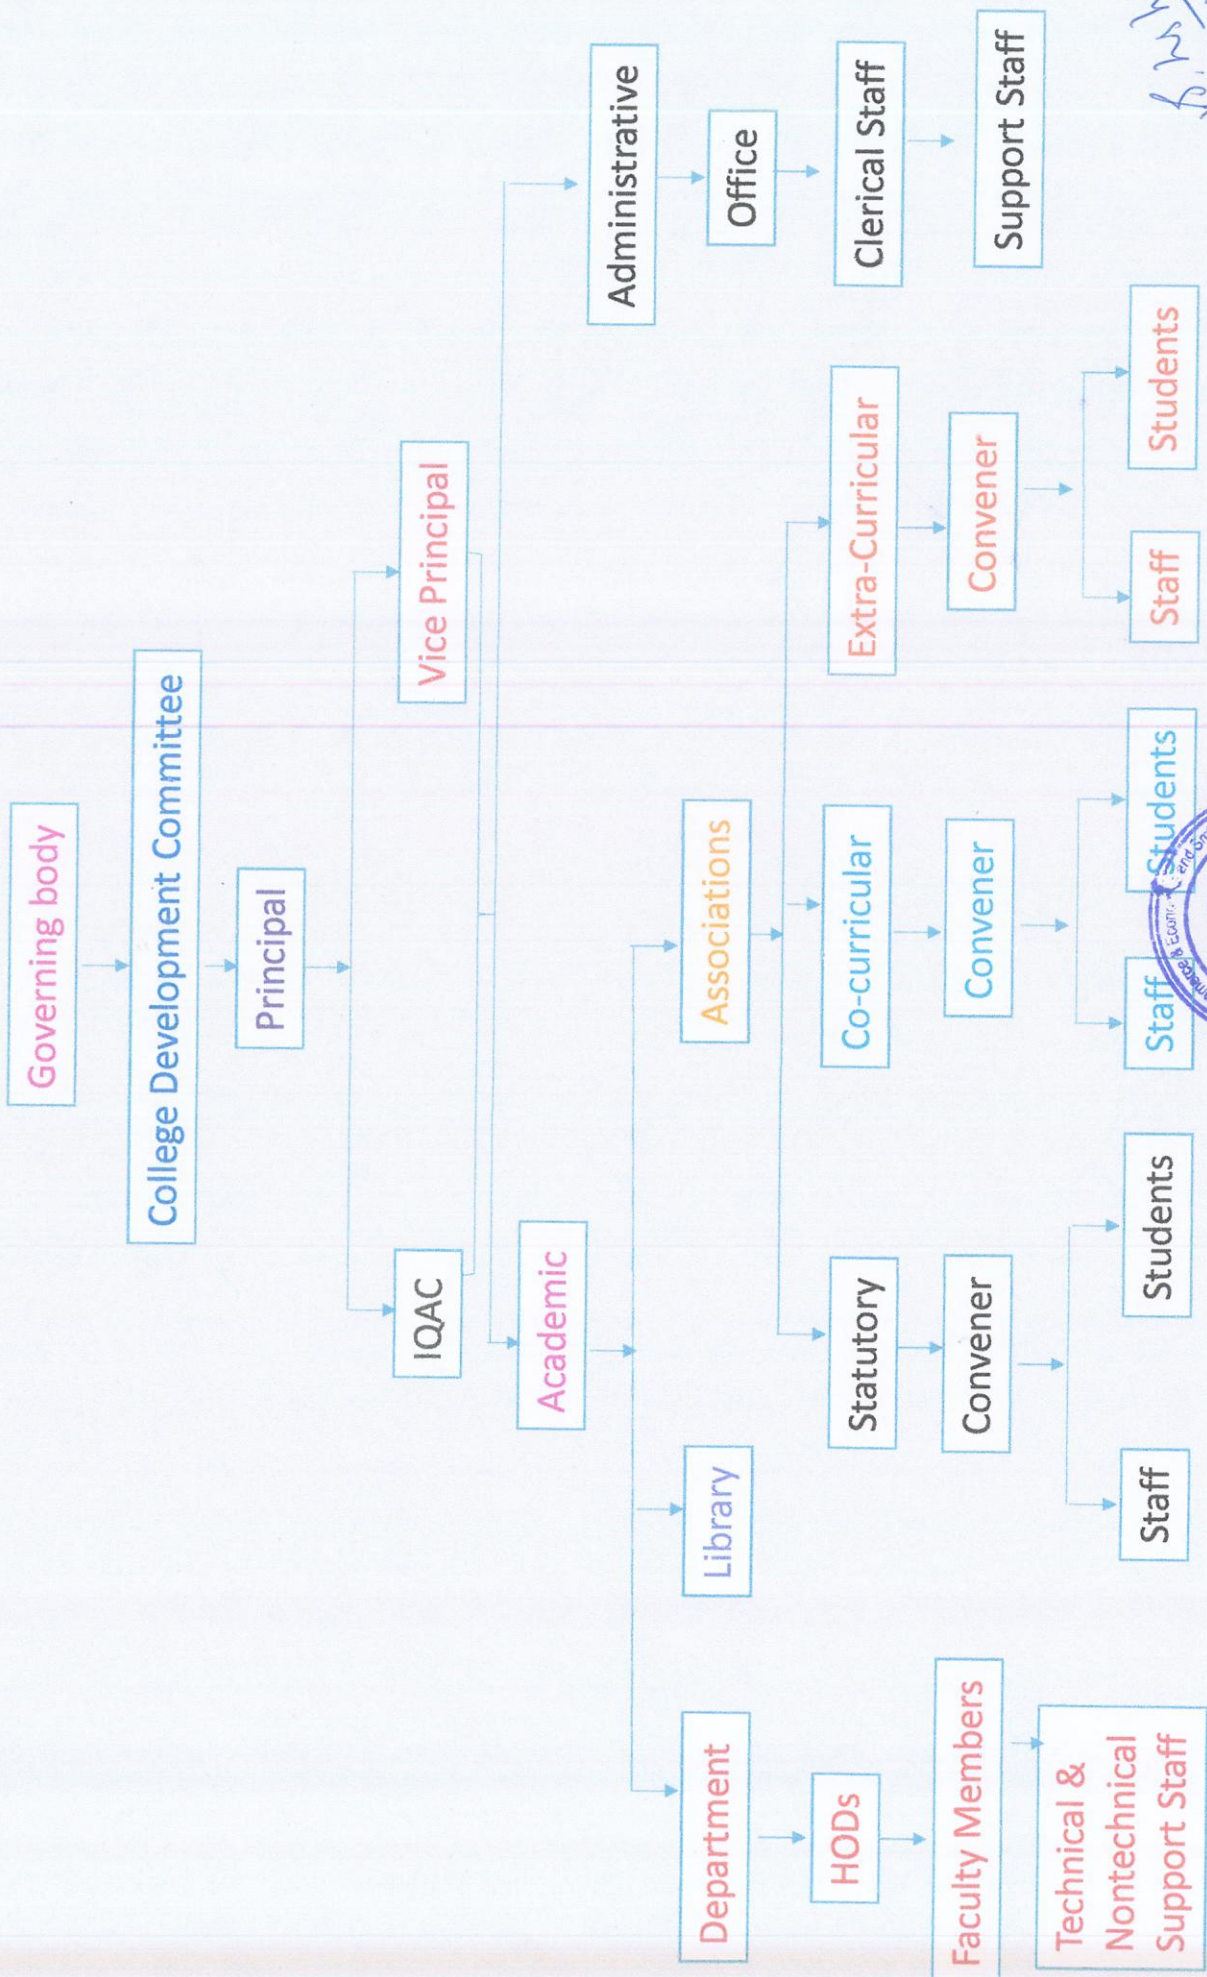 Governing body
College Development Committee
Principal
IQAC
Vice Principal
Academic
Administrative
Department
Library
Associations
Office
HODs
Statutory
Co-curricular
Extra-Curricular
Clerical Staff
Faculty Members
Convener
Convener
Convener
Support Staff
Technical &
Nontechnical
Support Staff
Staff
Students
Staff
Students
Staff
Students